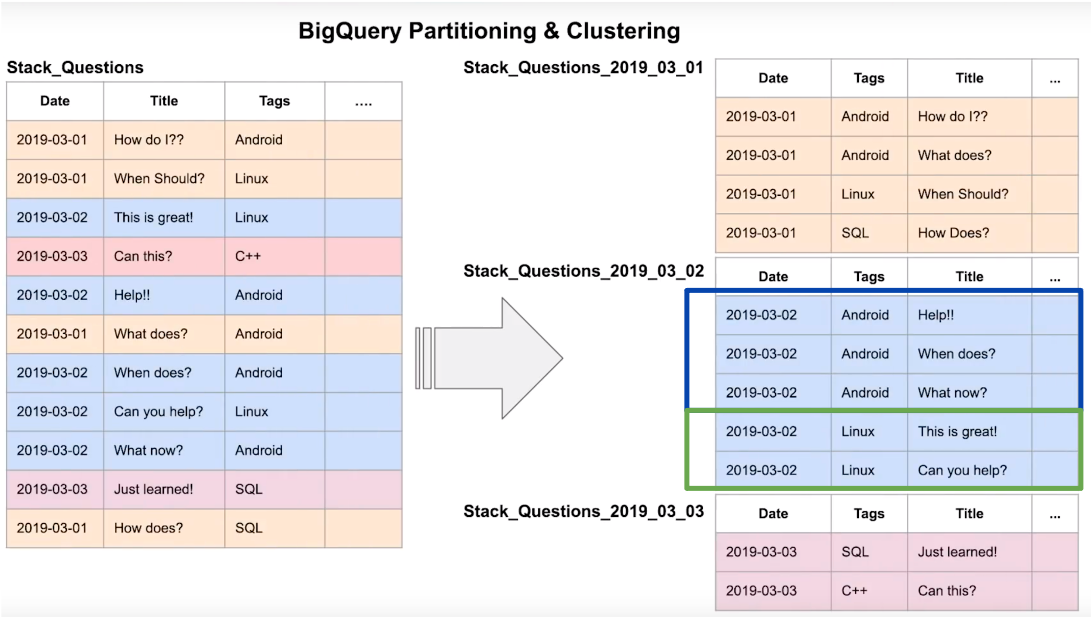 BigQuery Partitioning & Clustering
Stack_Questions
Date Title Tags ....
2019-03-01 How do I?? Android
2019-03-01 When Should? Linux
2019-03-02 This is great! Linux
2019-03-03 Can this? C++
2019-03-02 Help!! Android
2019-03-01 What does? Android
2019-03-02 When does? Android
2019-03-02 Can you help? Linux
2019-03-02 What now? Android
2019-03-03 Just learned! SQL
2019-03-01 How does? SQL
Stack_Questions_2019_03_01
Date Tags Title ...
2019-03-01 Android How do I??
2019-03-01 Android What does?
2019-03-01 Linux When Should?
2019-03-01 SQL How Does?
Stack_Questions_2019_03_02
Date Tags Title ...
2019-03-02 Android Help!!
2019-03-02 Android When does?
2019-03-02 Android What now?
2019-03-02 Linux This is great!
2019-03-02 Linux Can you help?
Stack_Questions_2019_03_03
Date Tags Title ...
2019-03-03 SQL Just learned!
2019-03-03 C++ Can this?